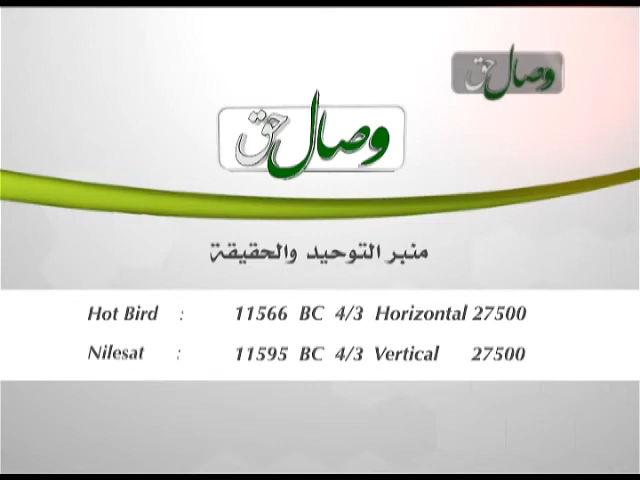 وصال حق
وصال حق
منبر التوحيد والحقيقة
Hot Bird : 11566 BC 4/3 Horizontal 27500
Nilesat : 11595 BC 4/3 Vertical 27500